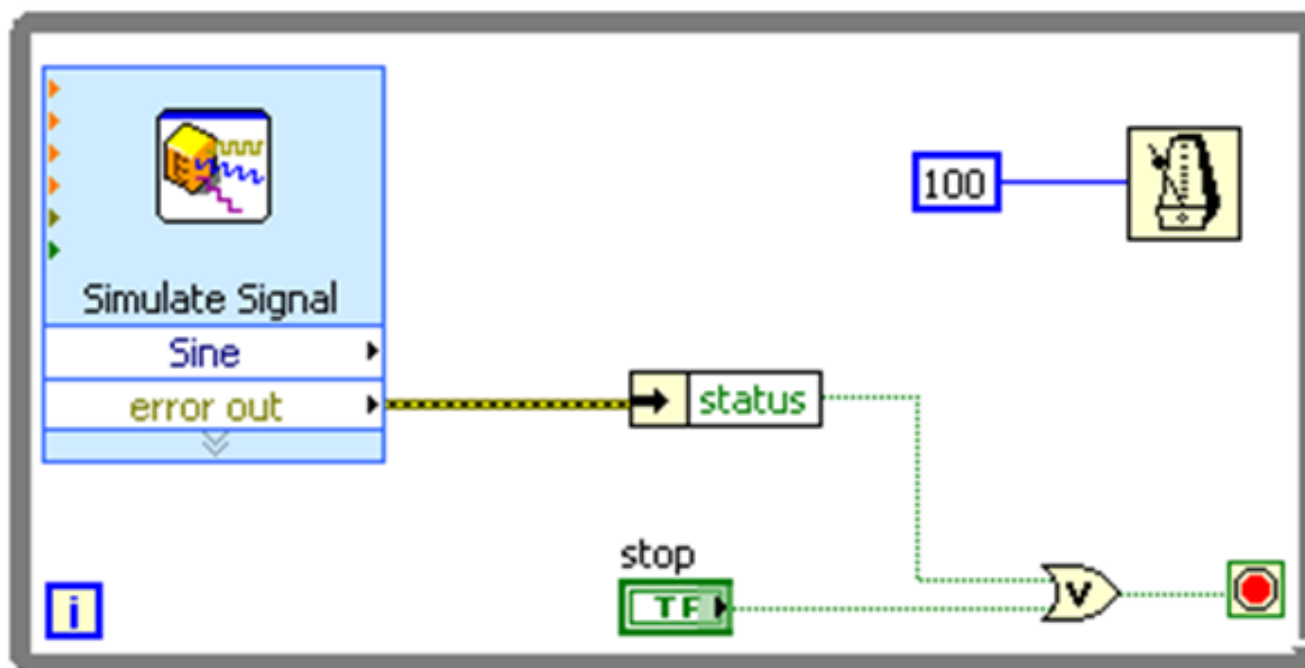 100
Simulate Signal
Sine
error out
status
stop
TF
i
V